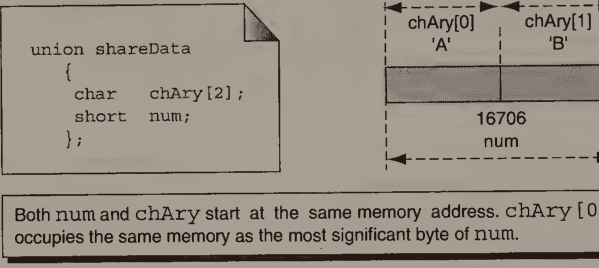 union shareData
{
char chAry[2];
short num;
};
chAry[0] chAry[1]
'A' 'B'
16706
num
Both num and chAry start at the same memory address. chAry[0
occupies the same memory as the most significant byte of num.